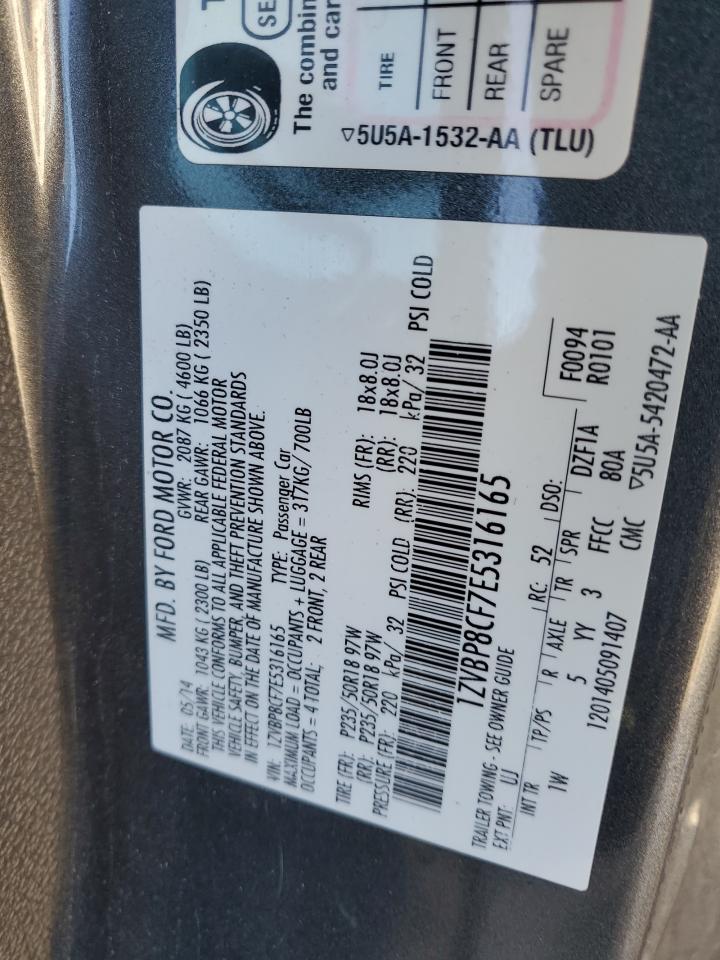 SE
The combin
and car
TIRE
FRONT
REAR
SPARE
▽5U5A-1532-AA (TLU)
MFD. BY FORD MOTOR CO.
DATE: 05/14 GVWR: 2087 KG ( 4600 LB)
FRONT GAWR: 1043 KG ( 2300 LB) REAR GAWR: 1066 KG ( 2350 LB)
THIS VEHICLE CONFORMS TO ALL APPLICABLE FEDERAL MOTOR
VEHICLE SAFETY, BUMPER, AND THEFT PREVENTION STANDARDS
IN EFFECT ON THE DATE OF MANUFACTURE SHOWN ABOVE.
VIN: 1ZVBP8CF7E5316165 TYPE: Passenger Car
MAXIMUM LOAD = OCCUPANTS + LUGGAGE = 317KG/ 700LB
OCCUPANTS = 4 TOTAL; 2 FRONT, 2 REAR
TIRE (FR): P235/50R18 97W RIMS (FR): 18x8.0J
(RR): P235/50R18 97W (RR): 18x8.0J
PRESSURE (FR): 220 kPa/ 32 PSI COLD (RR): 220 kPa/ 32 PSI COLD
1ZVBP8CF7E5316165
TRAILER TOWING - SEE OWNER GUIDE
EXT PNT: UJ RC: 52 DSO: F0094
R0101
INT TR TP/PS R AXLE TR SPR DZF1A
1W 5 YY 3 FFCC 80A
1201405091407 CMC ▽5U5A-5420472-AA